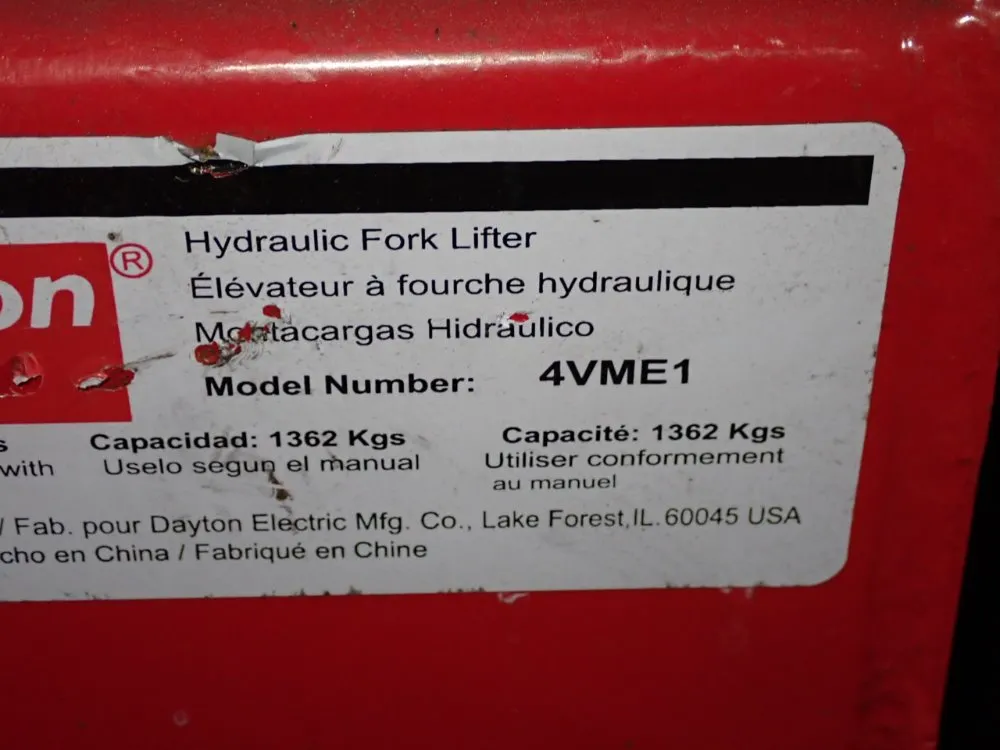 Hydraulic Fork Lifter
on®
Élévateur à fourche hydraulique
Montacargas Hidráulico
Model Number: 4VME1
s Capacidad: 1362 Kgs Capacité: 1362 Kgs
with Uselo segun el manual Utiliser conformement
au manuel
/ Fab. pour Dayton Electric Mfg. Co., Lake Forest,IL.60045 USA
cho en China / Fabriqué en Chine